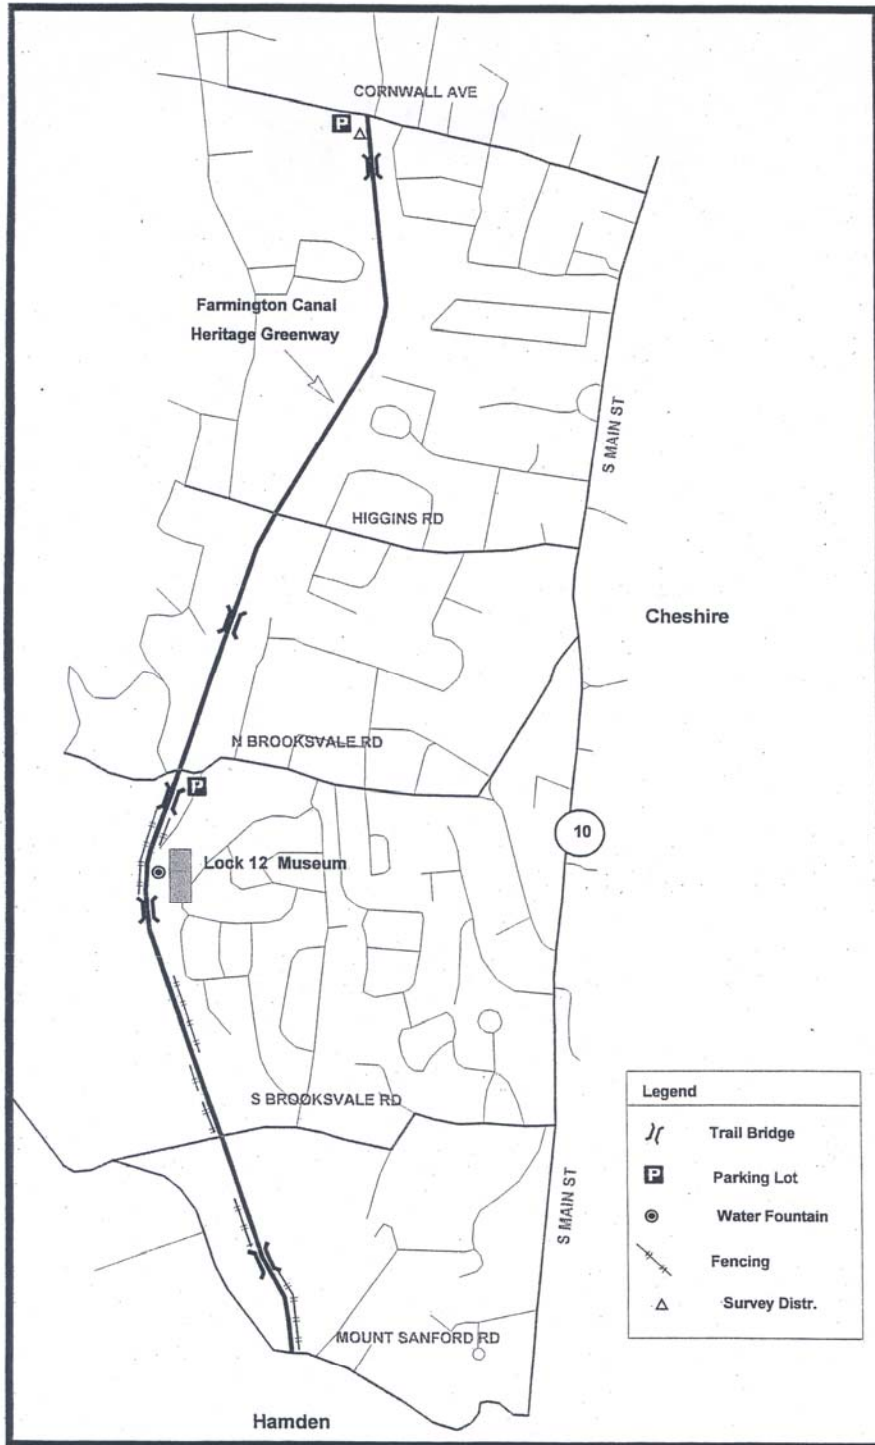 CORNWALL AVE
P
Farmington Canal
Heritage Greenway
S MAIN ST
HIGGINS RD
Cheshire
N BROOKSVALE RD
P
10
Lock 12 Museum
S BROOKSVALE RD
S MAIN ST
MOUNT SANFORD RD
Hamden
Legend
Trail Bridge
P Parking Lot
Water Fountain
Fencing
Survey Distr.